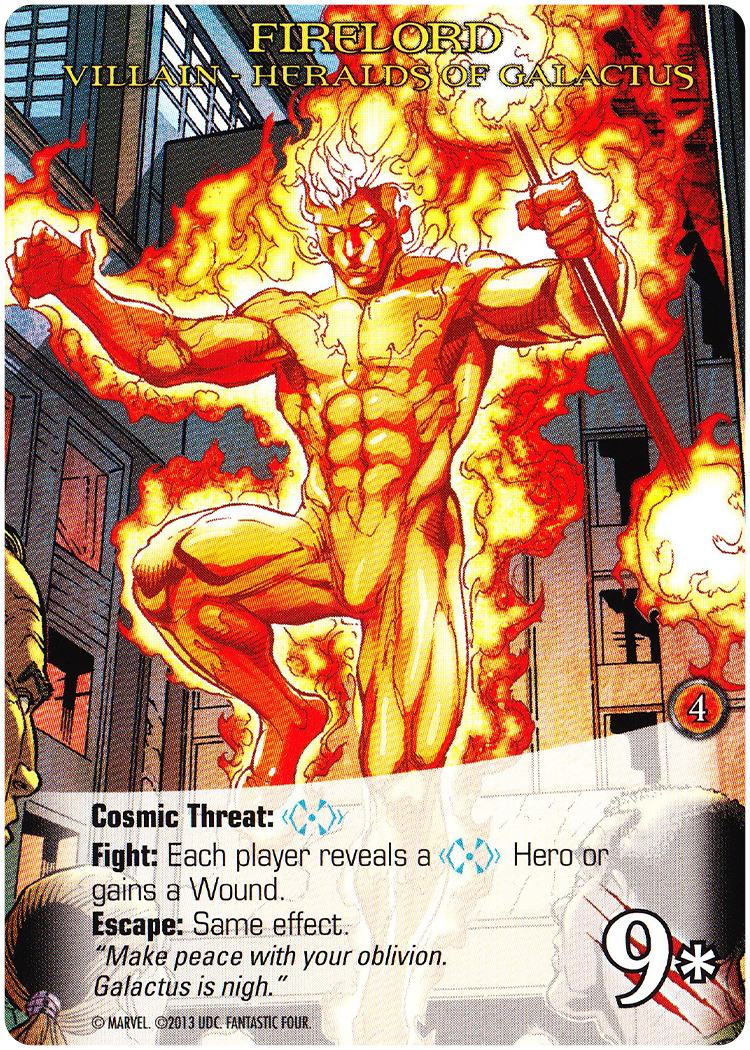 FIRELORD
VILLAIN - HERALDS OF GALACTUS
4
Cosmic Threat:
Fight: Each player reveals a Hero or
gains a Wound.
Escape: Same effect.
“Make peace with your oblivion.
Galactus is nigh.”
9*
© MARVEL. ©2013 UDC. FANTASTIC FOUR.